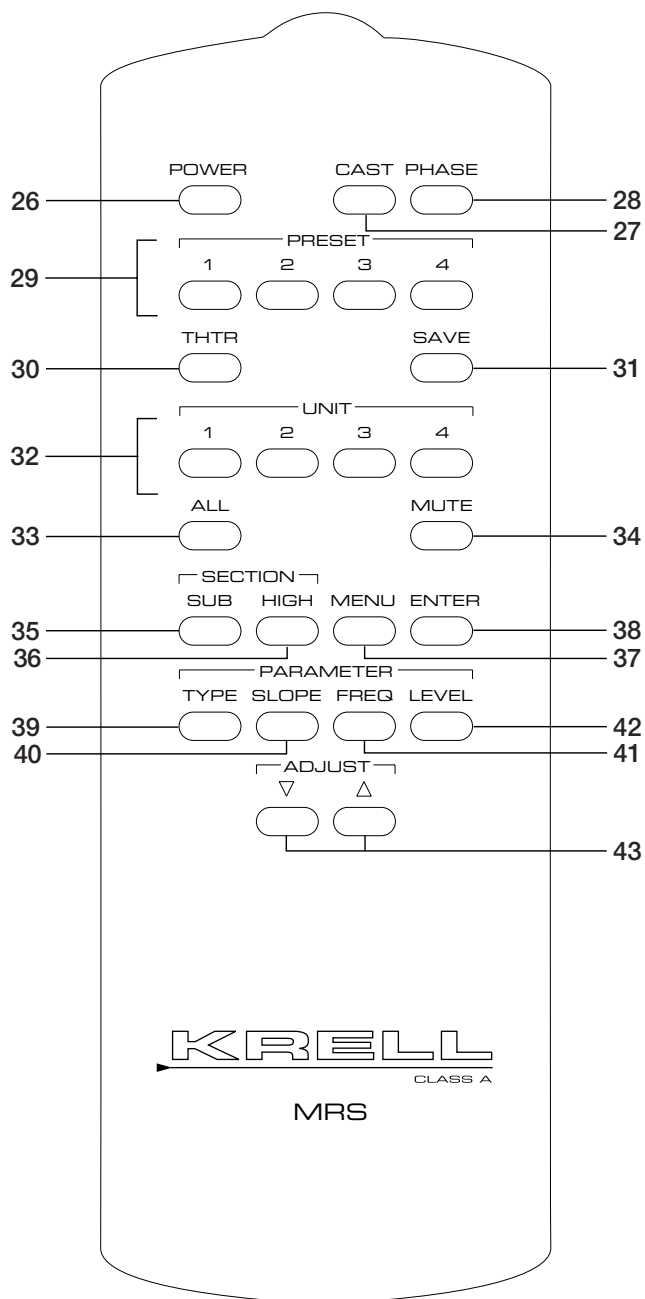 POWER CAST PHASE
26 28
27
PRESET
29 1 2 3 4
THTR SAVE
30 31
UNIT
32 1 2 3 4
ALL MUTE
33 34
SECTION
SUB HIGH MENU ENTER
35 38
36 37
PARAMETER
TYPE SLOPE FREQ LEVEL
39 42
40 41
ADJUST
▽ △
43
KRELL
CLASS A
MRS